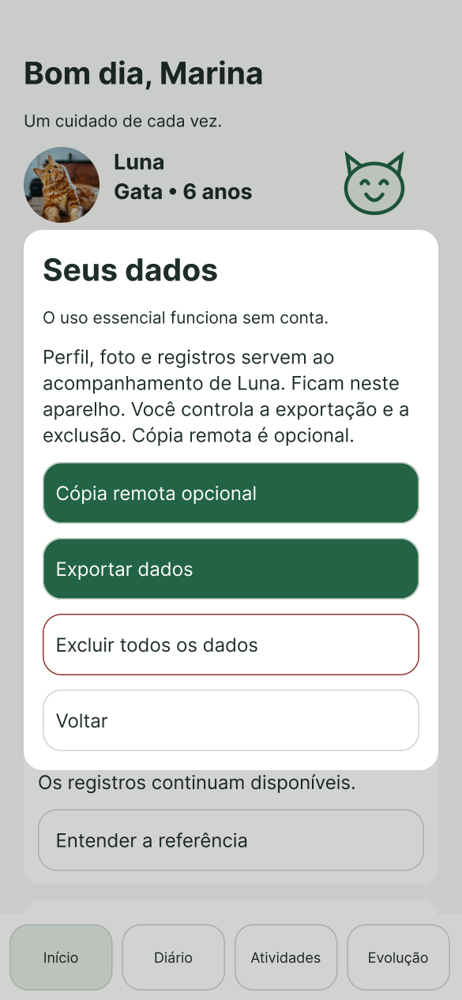 Bom dia, Marina
Um cuidado de cada vez.
Luna
Gata • 6 anos
Seus dados
O uso essencial funciona sem conta.
Perfil, foto e registros servem ao
acompanhamento de Luna. Ficam neste
aparelho. Você controla a exportação e a
exclusão. Cópia remota é opcional.
Cópia remota opcional
Exportar dados
Excluir todos os dados
Voltar
Os registros continuam disponíveis.
Entender a referência
Início
Diário
Atividades
Evolução